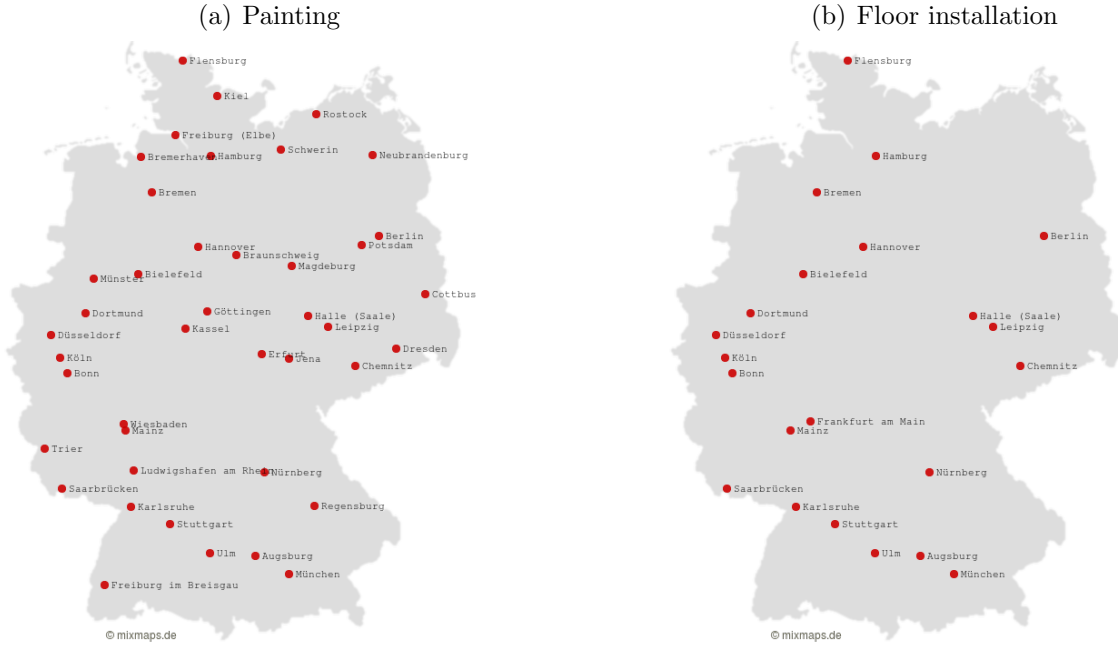 (a) Painting
Flensburg
Kiel
Rostock
Freiburg (Elbe)
Schwerin
Bremerhaven
Hamburg
Neubrandenburg
Bremen
Berlin
Potsdam
Hannover
Braunschweig
Magdeburg
Bielefeld
Münster
Cottbus
Göttingen
Dortmund
Halle (Saale)
Leipzig
Kassel
Düsseldorf
Dresden
Erfurt
Jena
Köln
Chemnitz
Bonn
Wiesbaden
Mainz
Trier
Ludwigshafen am Rhein
Nürnberg
Saarbrücken
Karlsruhe
Regensburg
Stuttgart
Ulm
Augsburg
München
Freiburg im Breisgau
© mixmaps.de
(b) Floor installation
Flensburg
Hamburg
Bremen
Berlin
Hannover
Bielefeld
Dortmund
Halle (Saale)
Leipzig
Düsseldorf
Köln
Chemnitz
Bonn
Frankfurt am Main
Mainz
Nürnberg
Saarbrücken
Karlsruhe
Stuttgart
Ulm
Augsburg
München
© mixmaps.de